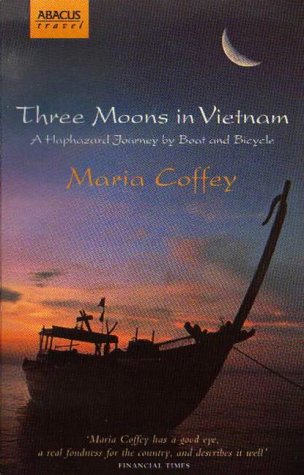 ABACUS
travel
Three Moons in Vietnam
A Haphazard Journey by Boat and Bicycle
Maria Coffey
'Maria Coffey has a good eye,
a real fondness for the country, and describes it well'
FINANCIAL TIMES